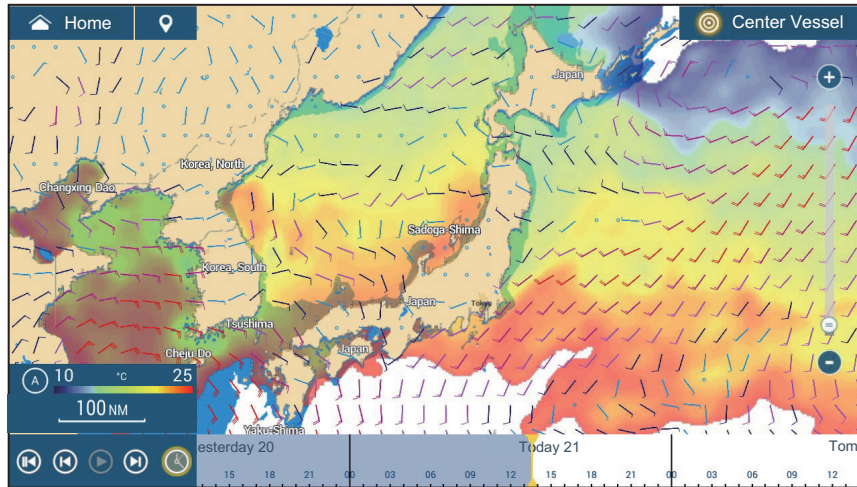 Home
Center Vessel
Japan
Korea, North
Changxing Dao
Sadoga-Shima
Korea, South
Japan
Tokyo
Tsushima
Cheju Do
Japan
A 10 °C 25
100 NM
Yaku-Shima
esterday 20 Today 21 Tom
15 18 21 00 03 06 09 12 15 18 21 00 03 06 09 12